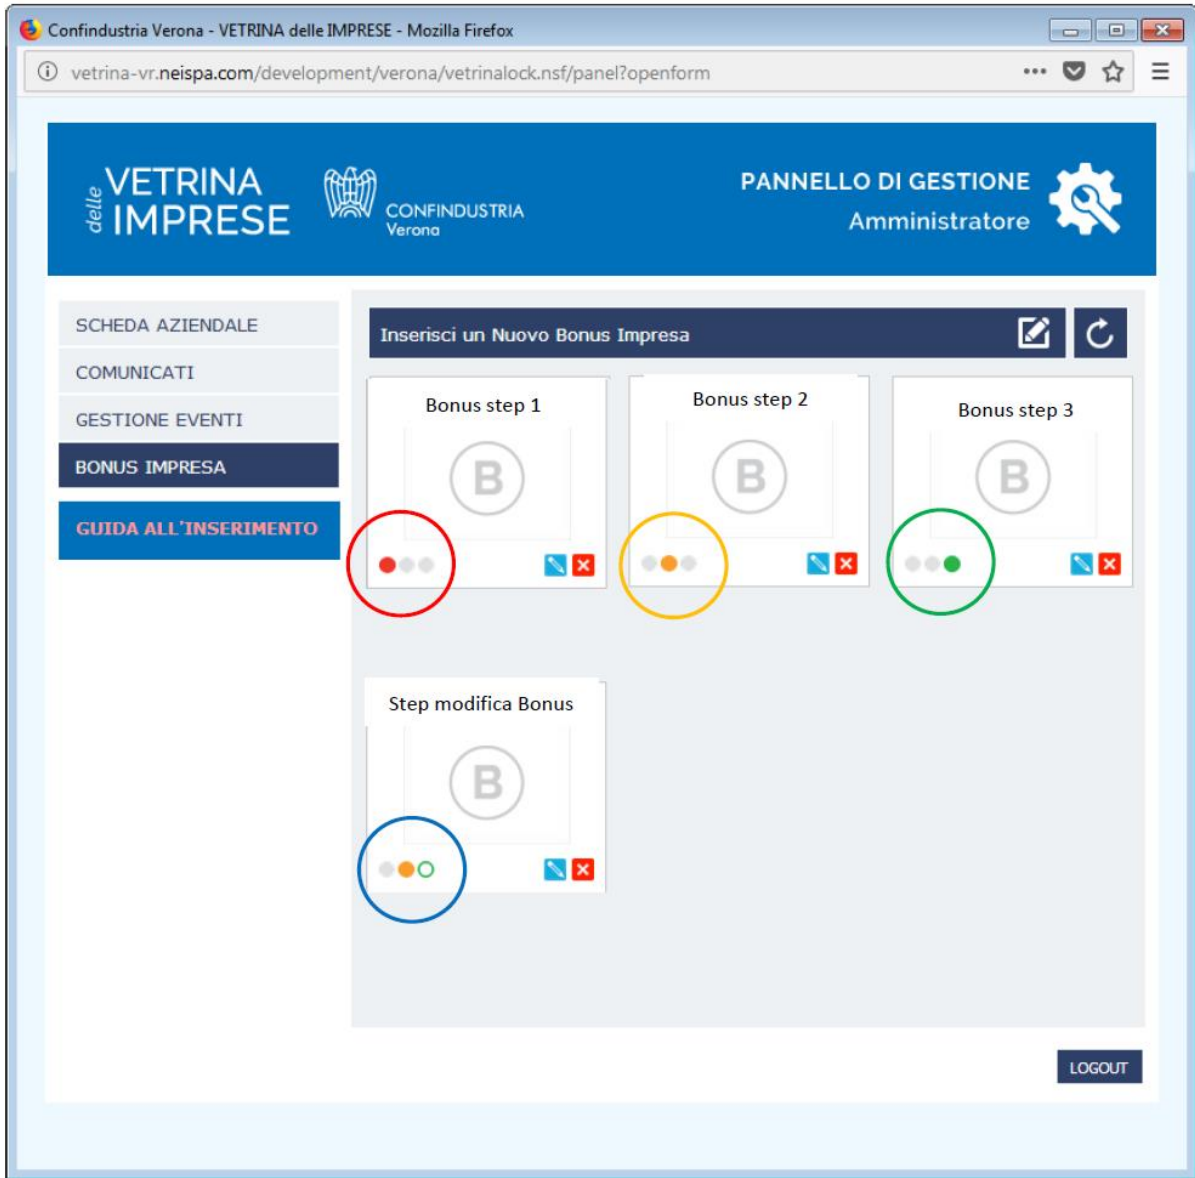 Confindustria Verona - VETRINA delle IMPRESE - Mozilla Firefox
vetrina-vr.neispa.com/development/verona/vetrinalock.nsf/panel?openform
delle VETRINA
IMPRESE
CONFINDUSTRIA
Verona
PANNELLO DI GESTIONE
Amministratore
SCHEDA AZIENDALE
COMUNICATI
GESTIONE EVENTI
BONUS IMPRESA
GUIDA ALL'INSERIMENTO
Inserisci un Nuovo Bonus Impresa
Bonus step 1
B
Bonus step 2
B
Bonus step 3
B
Step modifica Bonus
B
LOGOUT